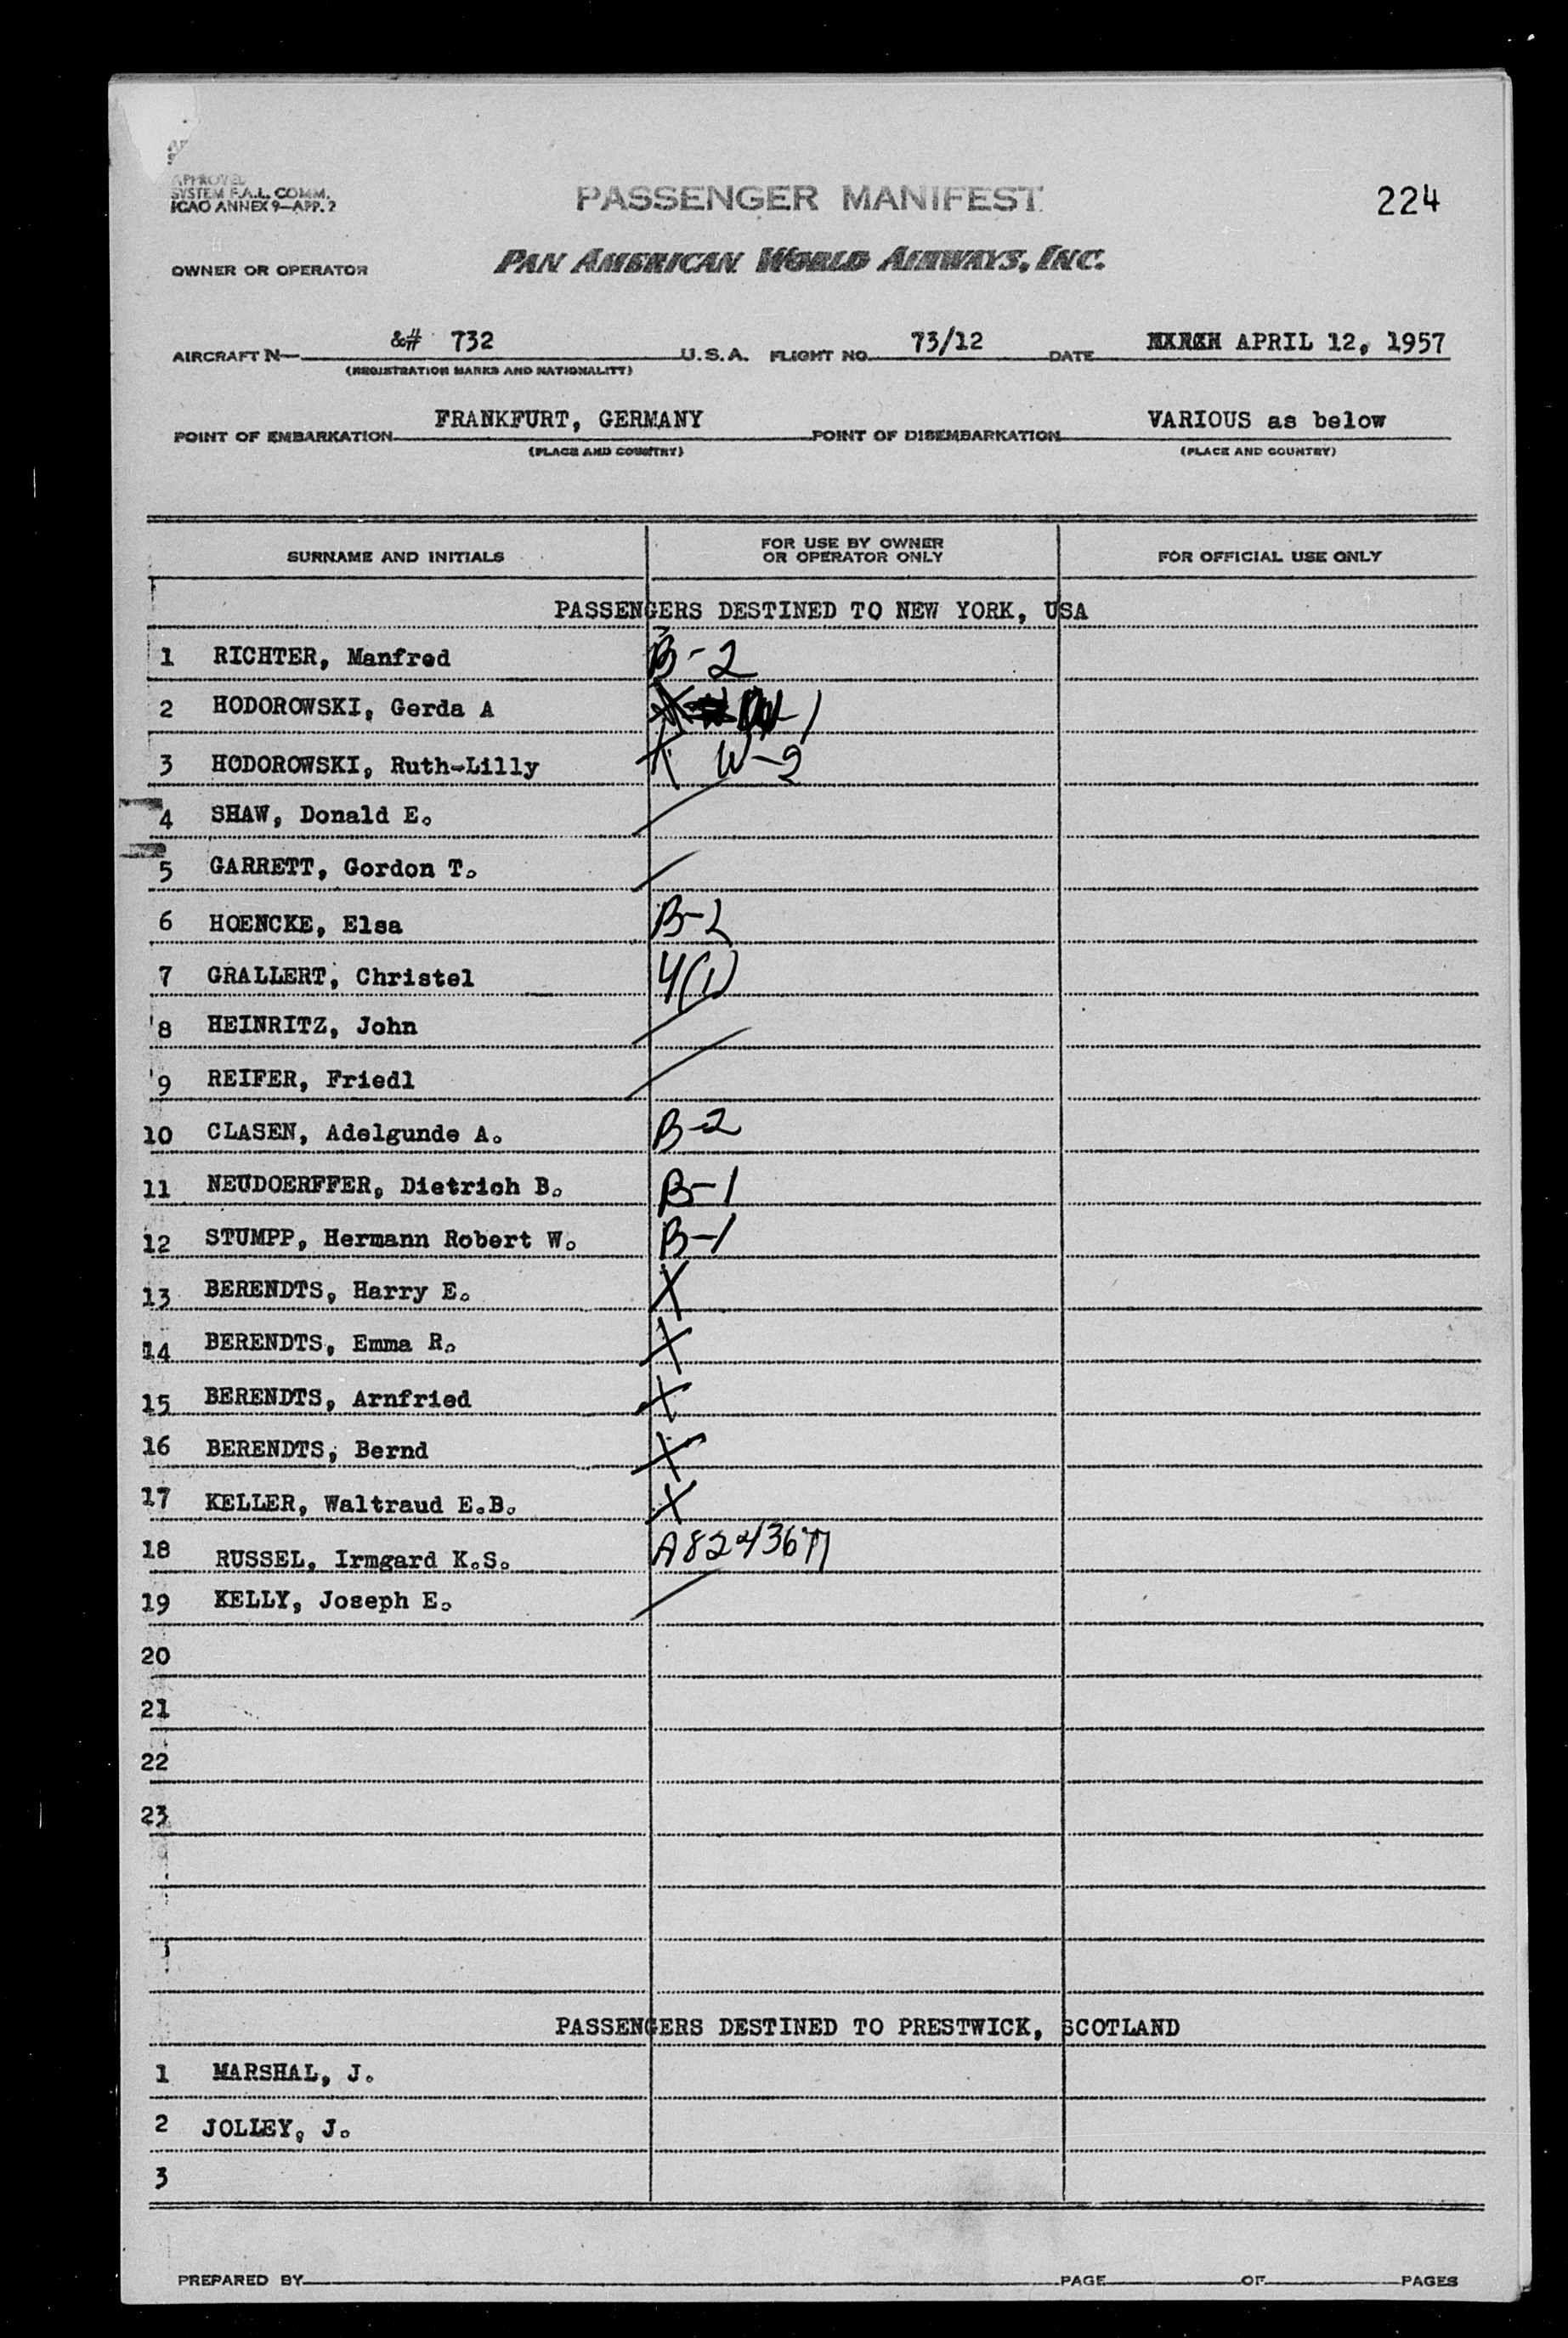 APPROVED
SYSTEM F.A.L. COMM.
ICAO ANNEX 9—APP. 2
PASSENGER MANIFEST
224
OWNER OR OPERATOR
PAN AMERICAN WORLD AIRWAYS, INC.
AIRCRAFT N— &# 732 U.S.A. FLIGHT NO. 73/12 DATE APRIL 12, 1957
(REGISTRATION MARKS AND NATIONALITY)
POINT OF EMBARKATION FRANKFURT, GERMANY POINT OF DISEMBARKATION VARIOUS as below
(PLACE AND COUNTRY) (PLACE AND COUNTRY)
SURNAME AND INITIALS FOR USE BY OWNER OR OPERATOR ONLY FOR OFFICIAL USE ONLY
PASSENGERS DESTINED TO NEW YORK, USA
1 RICHTER, Manfred B-2
2 HODOROWSKI, Gerda A X W-1
3 HODOROWSKI, Ruth-Lilly X W-2
4 SHAW, Donald E.
5 GARRETT, Gordon T.
6 HOENCKE, Elsa B-2
7 GRALLERT, Christel 4(1)
8 HEINRITZ, John
9 REIFER, Friedl
10 CLASEN, Adelgunde A. B-2
11 NEUDOERFFER, Dietrich B. B-1
12 STUMPP, Hermann Robert W. B-1
13 BERENDTS, Harry E. X
14 BERENDTS, Emma R. X
15 BERENDTS, Arnfried X
16 BERENDTS, Bernd X
17 KELLER, Waltraud E.B. X
18 RUSSEL, Irmgard K.S. A8243677
19 KELLY, Joseph E.
20
21
22
23
PASSENGERS DESTINED TO PRESTWICK, SCOTLAND
1 MARSHAL, J.
2 JOLLEY, J.
3
PREPARED BY PAGE OF PAGES